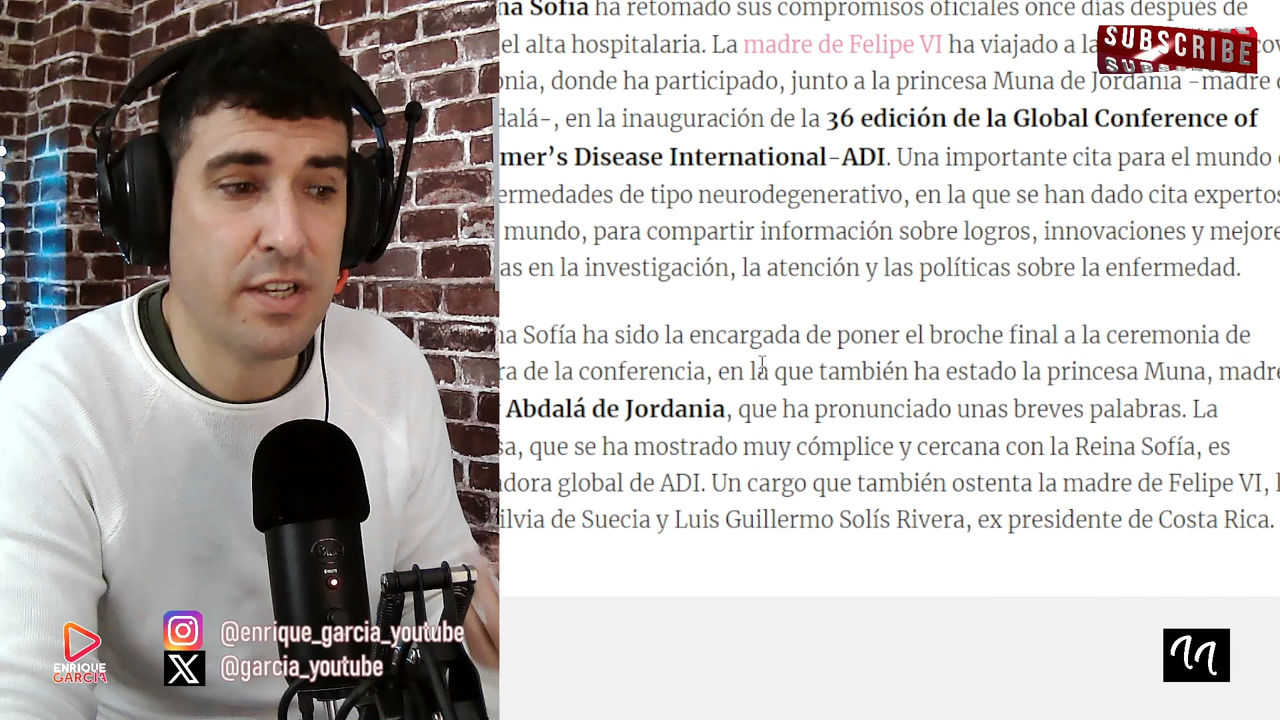 na Sofía ha retomado sus compromisos oficiales once días después de
el alta hospitalaria. La madre de Felipe VI ha viajado a la
SUBSCRIBE
onia, donde ha participado, junto a la princesa Muna de Jordania -madre
dalá-, en la inauguración de la 36 edición de la Global Conference of
mer’s Disease International-ADI. Una importante cita para el mundo
ermedades de tipo neurodegenerativo, en la que se han dado cita expertos
mundo, para compartir información sobre logros, innovaciones y mejore
as en la investigación, la atención y las políticas sobre la enfermedad.
na Sofía ha sido la encargada de poner el broche final a la ceremonia de
ra de la conferencia, en la que también ha estado la princesa Muna, madre
Abdalá de Jordania, que ha pronunciado unas breves palabras. La
sa, que se ha mostrado muy cómplice y cercana con la Reina Sofía, es
adora global de ADI. Un cargo que también ostenta la madre de Felipe VI,
ilvia de Suecia y Luis Guillermo Solís Rivera, ex presidente de Costa Rica.
@enrique_garcia_youtube
@garcia_youtube
ENRIQUE
GARCIA